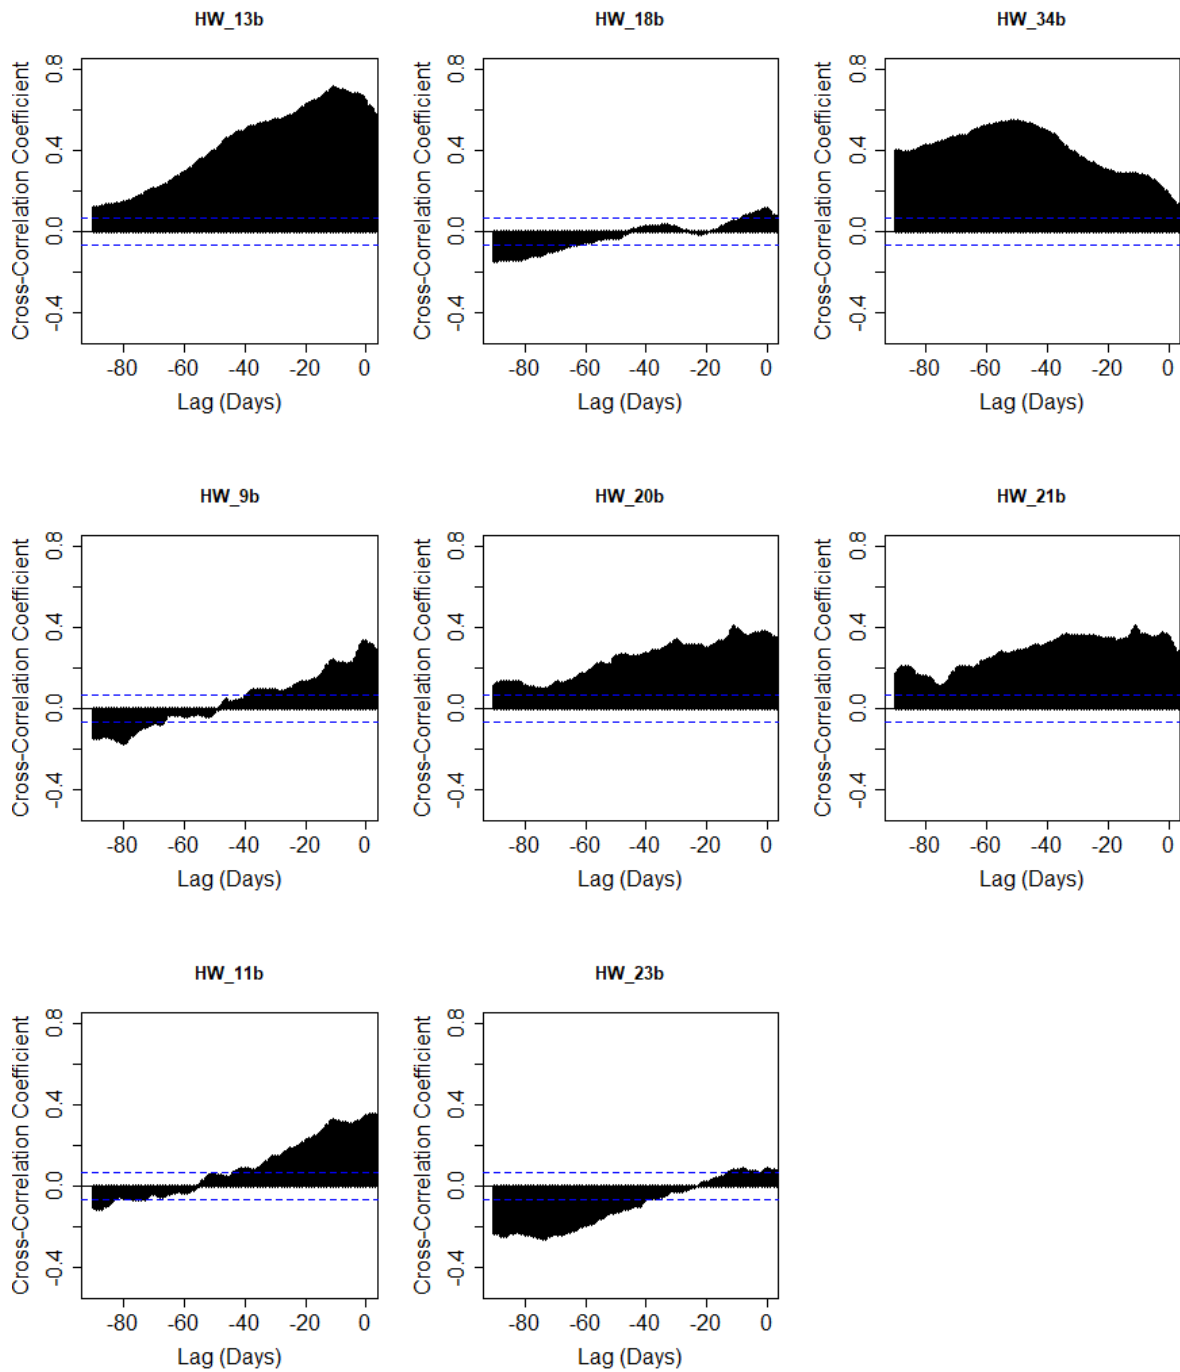 HW_13b HW_18b HW_34b
Cross-Correlation Coefficient
0.8
0.4
0.0
-0.4
-80 -60 -40 -20 0
Lag (Days)
Cross-Correlation Coefficient
0.8
0.4
0.0
-0.4
-80 -60 -40 -20 0
Lag (Days)
Cross-Correlation Coefficient
0.8
0.4
0.0
-0.4
-80 -60 -40 -20 0
Lag (Days)
HW_9b HW_20b HW_21b
Cross-Correlation Coefficient
0.8
0.4
0.0
-0.4
-80 -60 -40 -20 0
Lag (Days)
Cross-Correlation Coefficient
0.8
0.4
0.0
-0.4
-80 -60 -40 -20 0
Lag (Days)
Cross-Correlation Coefficient
0.8
0.4
0.0
-0.4
-80 -60 -40 -20 0
Lag (Days)
HW_11b HW_23b
Cross-Correlation Coefficient
0.8
0.4
0.0
-0.4
-80 -60 -40 -20 0
Lag (Days)
Cross-Correlation Coefficient
0.8
0.4
0.0
-0.4
-80 -60 -40 -20 0
Lag (Days)